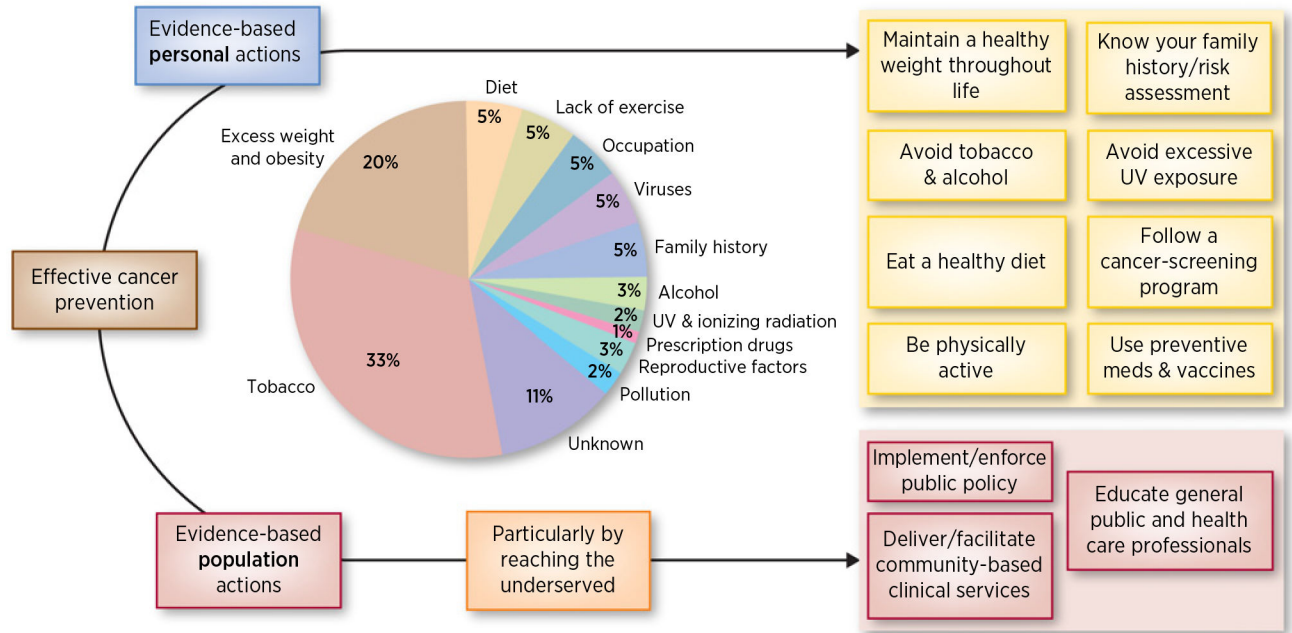 Evidence-based
personal actions
Effective cancer
prevention
Evidence-based
population
actions
Particularly by
reaching the
underserved
Diet
5%
Lack of exercise
5%
Occupation
5%
Viruses
5%
Family history
5%
Alcohol
3%
UV & ionizing radiation
2%
Prescription drugs
1%
Reproductive factors
3%
Pollution
2%
Unknown
11%
Tobacco
33%
Excess weight
and obesity
20%
Maintain a healthy
weight throughout
life
Know your family
history/risk
assessment
Avoid tobacco
& alcohol
Avoid excessive
UV exposure
Eat a healthy diet
Follow a
cancer-screening
program
Be physically
active
Use preventive
meds & vaccines
Implement/enforce
public policy
Deliver/facilitate
community-based
clinical services
Educate general
public and health
care professionals